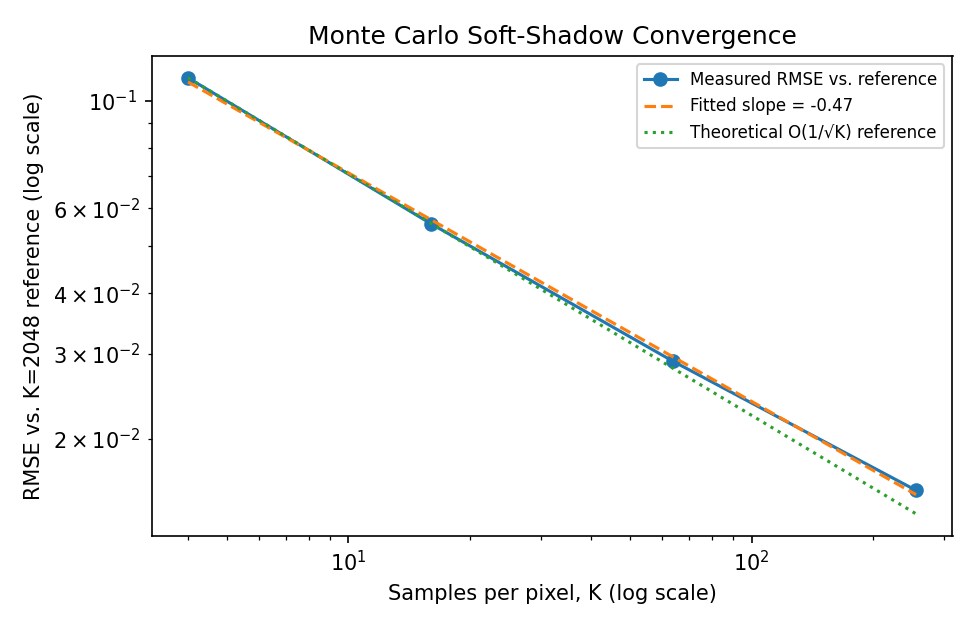 Monte Carlo Soft-Shadow Convergence
RMSE vs. K=2048 reference (log scale)
10⁻¹
6 × 10⁻²
4 × 10⁻²
3 × 10⁻²
2 × 10⁻²
Measured RMSE vs. reference
Fitted slope = -0.47
Theoretical O(1/√K) reference
10¹
10²
Samples per pixel, K (log scale)